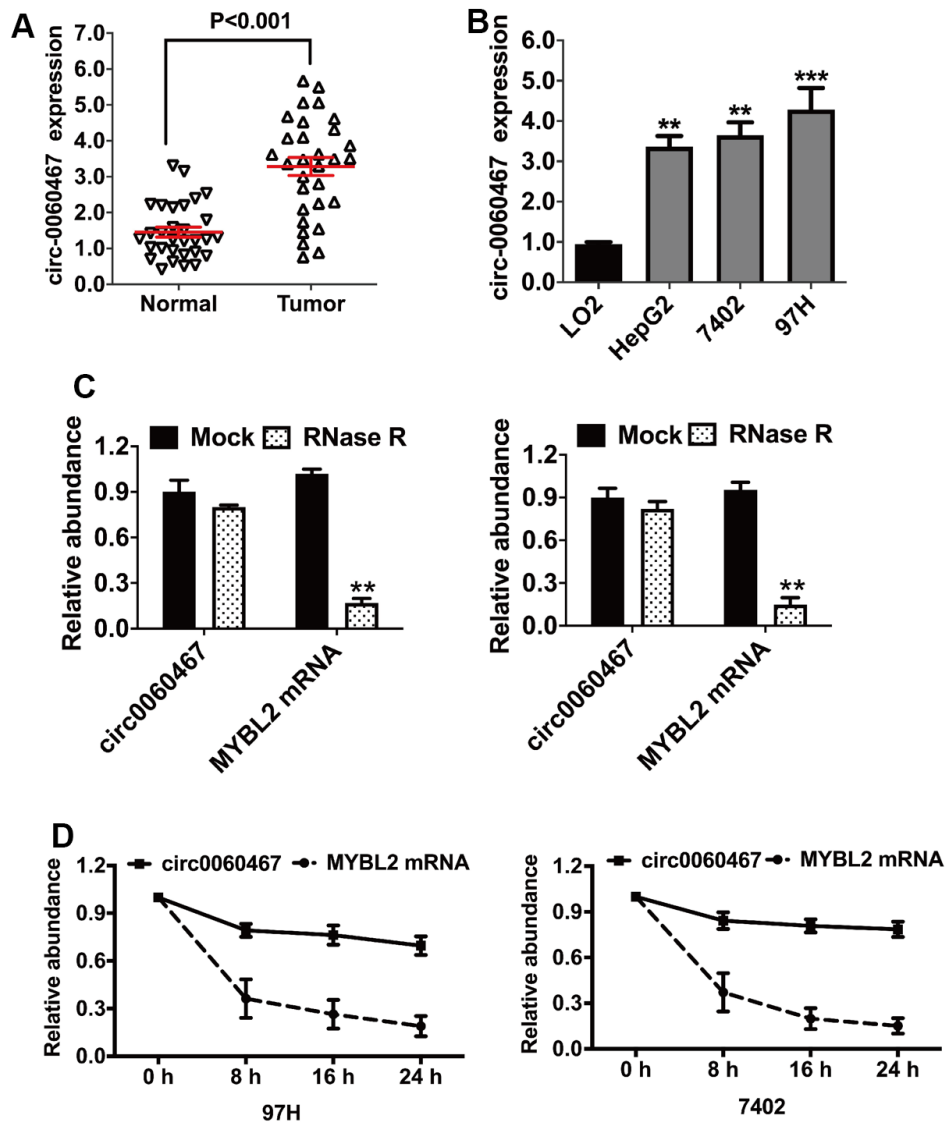 A
P<0.001
circ-0060467 expression
7.0
6.0
5.0
4.0
3.0
2.0
1.0
0.0
Normal Tumor
B
circ-0060467 expression
6.0
5.0
4.0
3.0
2.0
1.0
0.0
** ** ***
LO2 HepG2 7402 97H
C
Mock RNase R
Relative abundance
1.2
0.9
0.6
0.3
0.0
**
circ0060467 MYBL2 mRNA
Mock RNase R
Relative abundance
1.2
0.9
0.6
0.3
0.0
**
circ0060467 MYBL2 mRNA
D
circ0060467 MYBL2 mRNA
Relative abundance
1.2
0.9
0.6
0.3
0.0
0 h 8 h 16 h 24 h
97H
circ0060467 MYBL2 mRNA
Relative abundance
1.2
0.9
0.6
0.3
0.0
0 h 8 h 16 h 24 h
7402